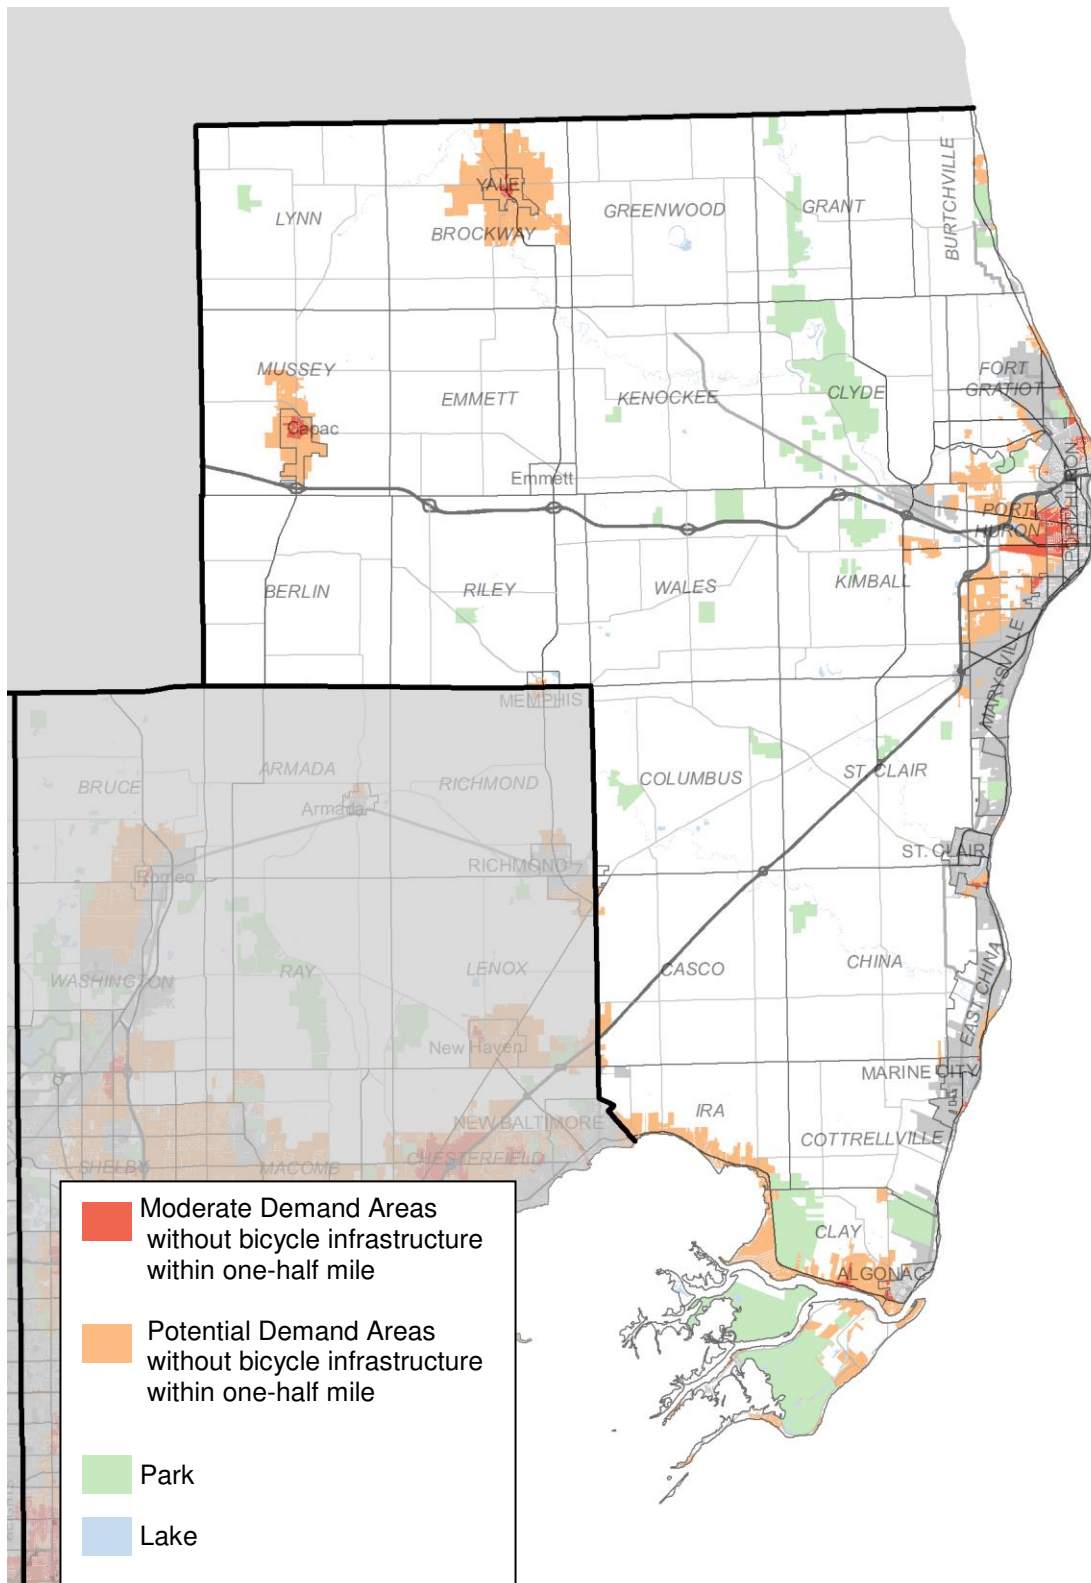 BURTCHVILLE
YALE
LYNN
GREENWOOD
GRANT
BROCKWAY
MUSSEY
FORT
GRATIOT
EMMETT
KENOCKEE
CLYDE
Capac
Emmett
PORT HURON
PORT
HURON
BERLIN
RILEY
WALES
KIMBALL
MARYSVILLE
MEMPHIS
ARMADA
BRUCE
RICHMOND
COLUMBUS
ST. CLAIR
Armada
RICHMOND
ST. CLAIR
Romeo
WASHINGTON
RAY
LENOX
CASCO
CHINA
EAST CHINA
New Haven
MARINE CITY
NEW BALTIMORE
IRA
COTTRELLVILLE
SHELBY
MACOMB
CHESTERFIELD
CLAY
ALGONAC
Moderate Demand Areas
without bicycle infrastructure
within one-half mile
Potential Demand Areas
without bicycle infrastructure
within one-half mile
Park
Lake